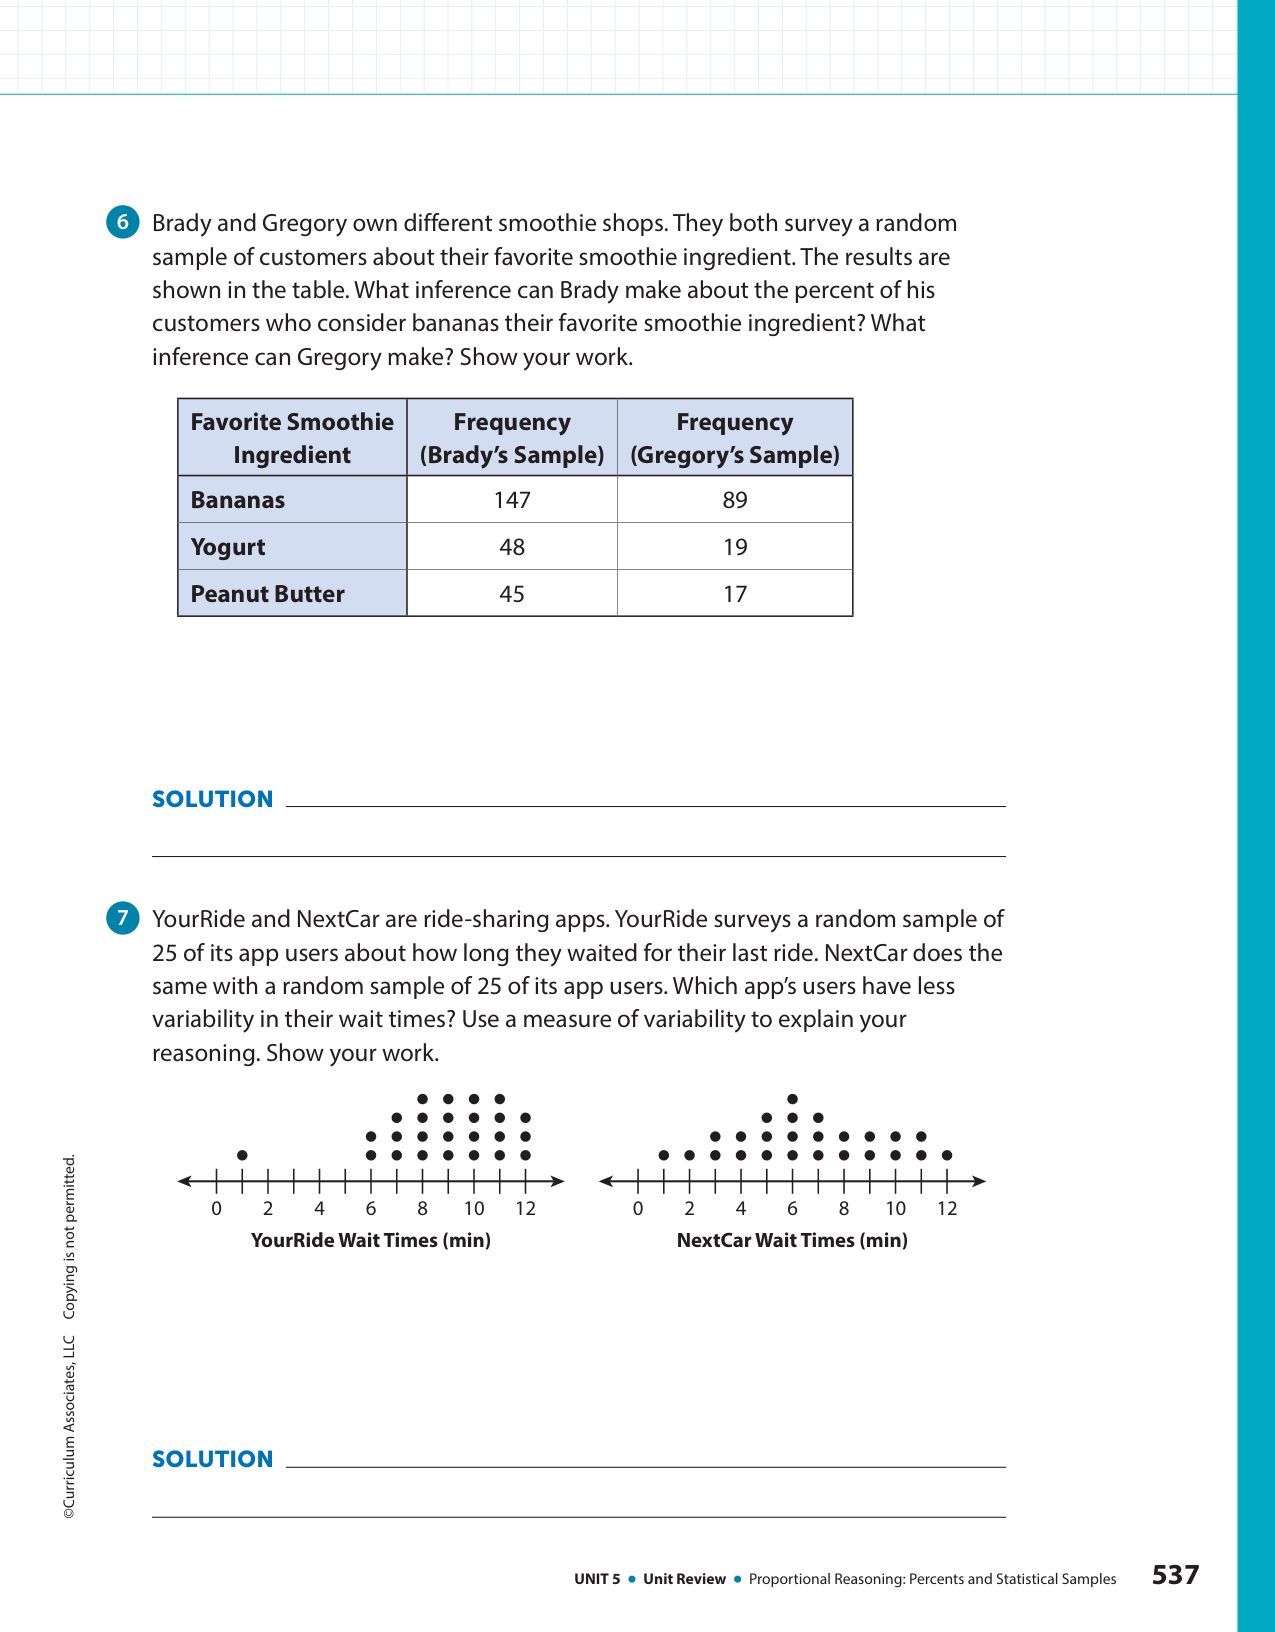 6 Brady and Gregory own different smoothie shops. They both survey a random
sample of customers about their favorite smoothie ingredient. The results are
shown in the table. What inference can Brady make about the percent of his
customers who consider bananas their favorite smoothie ingredient? What
inference can Gregory make? Show your work.
Favorite Smoothie Ingredient Frequency (Brady’s Sample) Frequency (Gregory’s Sample)
Bananas 147 89
Yogurt 48 19
Peanut Butter 45 17
SOLUTION
7 YourRide and NextCar are ride-sharing apps. YourRide surveys a random sample of
25 of its app users about how long they waited for their last ride. NextCar does the
same with a random sample of 25 of its app users. Which app’s users have less
variability in their wait times? Use a measure of variability to explain your
reasoning. Show your work.
0 2 4 6 8 10 12
YourRide Wait Times (min)
0 2 4 6 8 10 12
NextCar Wait Times (min)
SOLUTION
©Curriculum Associates, LLC Copying is not permitted.
UNIT 5 • Unit Review • Proportional Reasoning: Percents and Statistical Samples 537